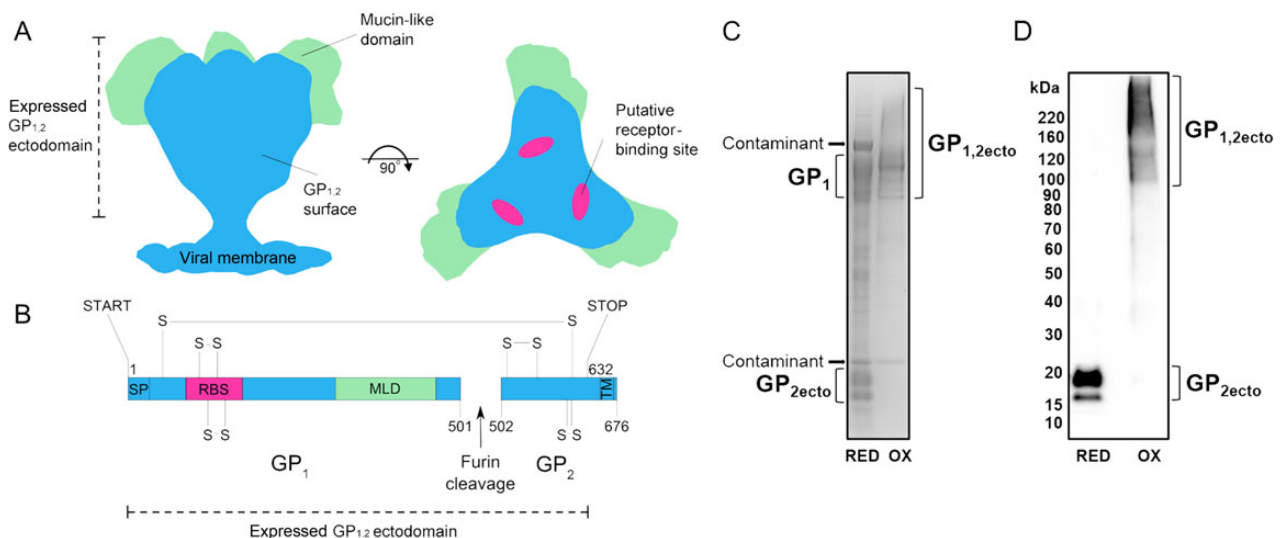 A
Mucin-like
domain
Expressed
GP1,2
ectodomain
90°
Putative
receptor-
binding site
GP1,2
surface
Viral membrane
B
START
STOP
S
S
S
S
S
S
1
632
SP
RBS
MLD
TM
S
S
S
S
501
502
676
GP1
Furin
cleavage
GP2
Expressed GP1,2 ectodomain
C
Contaminant
GP1
GP1,2ecto
Contaminant
GP2ecto
RED
OX
D
kDa
220
160
120
100
90
80
70
60
50
40
30
20
15
10
GP1,2ecto
GP2ecto
RED
OX